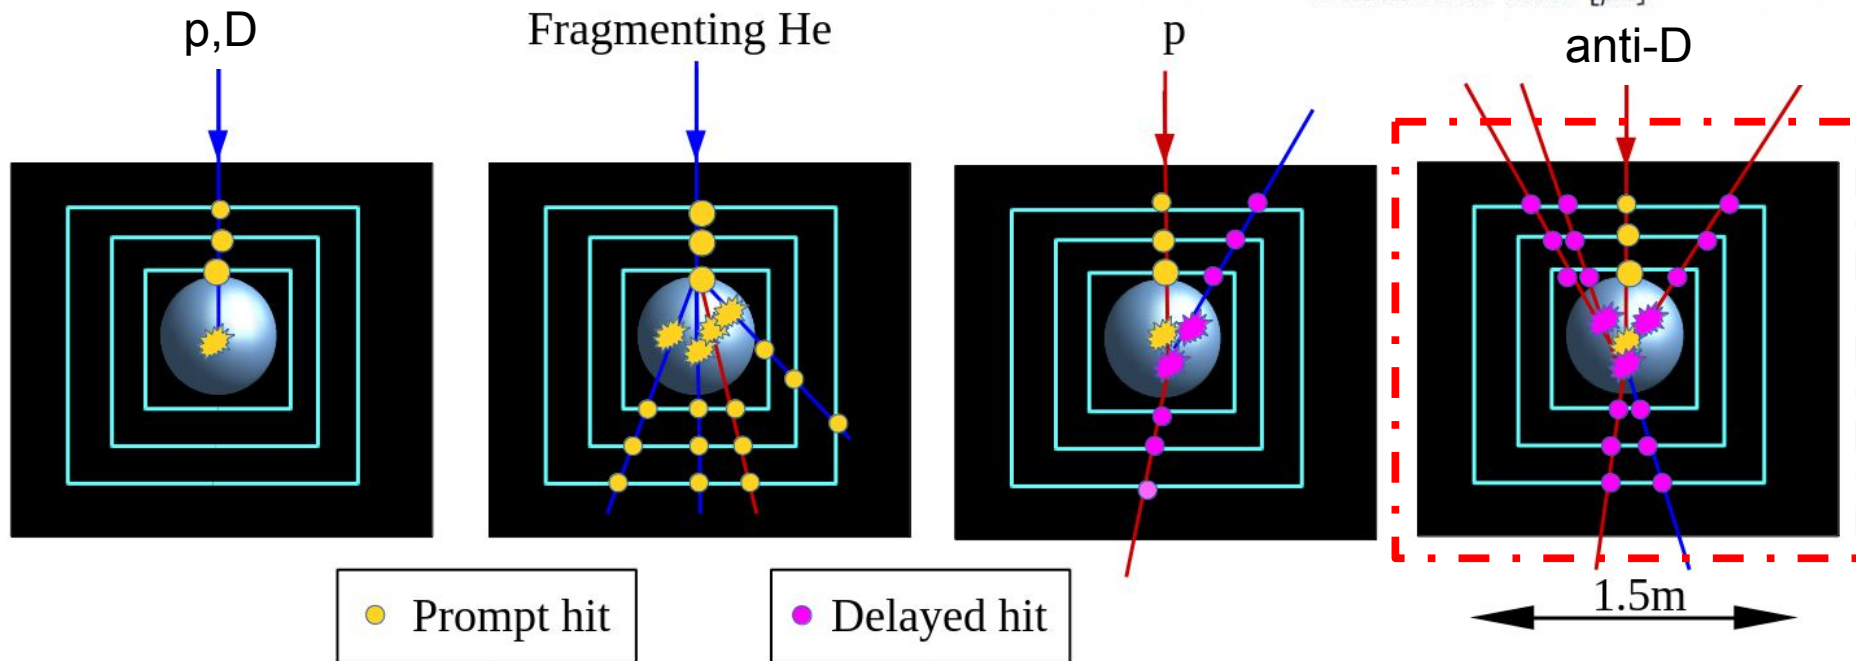 p,D
Fragmenting He
p
anti-D
Prompt hit
Delayed hit
1.5m